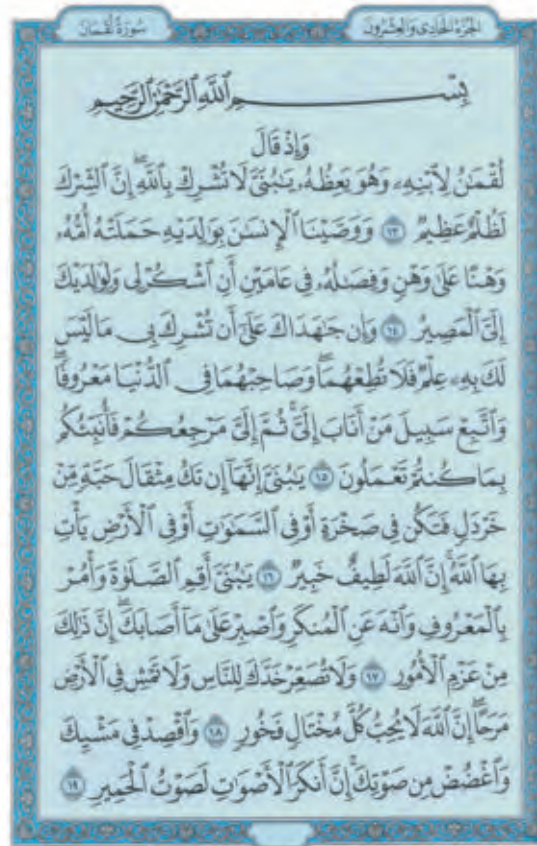 الجزء الحادي والعشرون
سورة لقمان
بِسْمِ ٱللَّهِ ٱلرَّحْمَٰنِ ٱلرَّحِيمِ
وَإِذْ قَالَ
لُقْمَٰنُ لِٱبْنِهِۦ وَهُوَ يَعِظُهُۥ يَٰبُنَىَّ لَا تُشْرِكْ بِٱللَّهِۖ إِنَّ ٱلشِّرْكَ
لَظُلْمٌ عَظِيمٌ ١٣ وَوَصَّيْنَا ٱلْإِنسَٰنَ بِوَٰلِدَيْهِ حَمَلَتْهُ أُمُّهُۥ
وَهْنًا عَلَىٰ وَهْنٍ وَفِصَٰلُهُۥ فِى عَامَيْنِ أَنِ ٱشْكُرْ لِى وَلِوَٰلِدَيْكَ
إِلَىَّ ٱلْمَصِيرُ ١٤ وَإِن جَٰهَدَاكَ عَلَىٰٓ أَن تُشْرِكَ بِى مَا لَيْسَ
لَكَ بِهِۦ عِلْمٌ فَلَا تُطِعْهُمَاۖ وَصَاحِبْهُمَا فِى ٱلدُّنْيَا مَعْرُوفًاۖ
وَٱتَّبِعْ سَبِيلَ مَنْ أَنَابَ إِلَىَّۚ ثُمَّ إِلَىَّ مَرْجِعُكُمْ فَأُنَبِّئُكُم
بِمَا كُنتُمْ تَعْمَلُونَ ١٥ يَٰبُنَىَّ إِنَّهَآ إِن تَكُ مِثْقَالَ حَبَّةٍ مِّنْ
خَرْدَلٍ فَتَكُن فِى صَخْرَةٍ أَوْ فِى ٱلسَّمَٰوَٰتِ أَوْ فِى ٱلْأَرْضِ يَأْتِ
بِهَا ٱللَّهُۚ إِنَّ ٱللَّهَ لَطِيفٌ خَبِيرٌ ١٦ يَٰبُنَىَّ أَقِمِ ٱلصَّلَوٰةَ وَأْمُرْ
بِٱلْمَعْرُوفِ وَٱنْهَ عَنِ ٱلْمُنكَرِ وَٱصْبِرْ عَلَىٰ مَآ أَصَابَكَۖ إِنَّ ذَٰلِكَ
مِنْ عَزْمِ ٱلْأُمُورِ ١٧ وَلَا تُصَعِّرْ خَدَّكَ لِلنَّاسِ وَلَا تَمْشِ فِى ٱلْأَرْضِ
مَرَحًاۖ إِنَّ ٱللَّهَ لَا يُحِبُّ كُلَّ مُخْتَالٍ فَخُورٍ ١٨ وَٱقْصِدْ فِى مَشْيِكَ
وَٱغْضُضْ مِن صَوْتِكَۚ إِنَّ أَنكَرَ ٱلْأَصْوَٰتِ لَصَوْتُ ٱلْحَمِيرِ ١٩